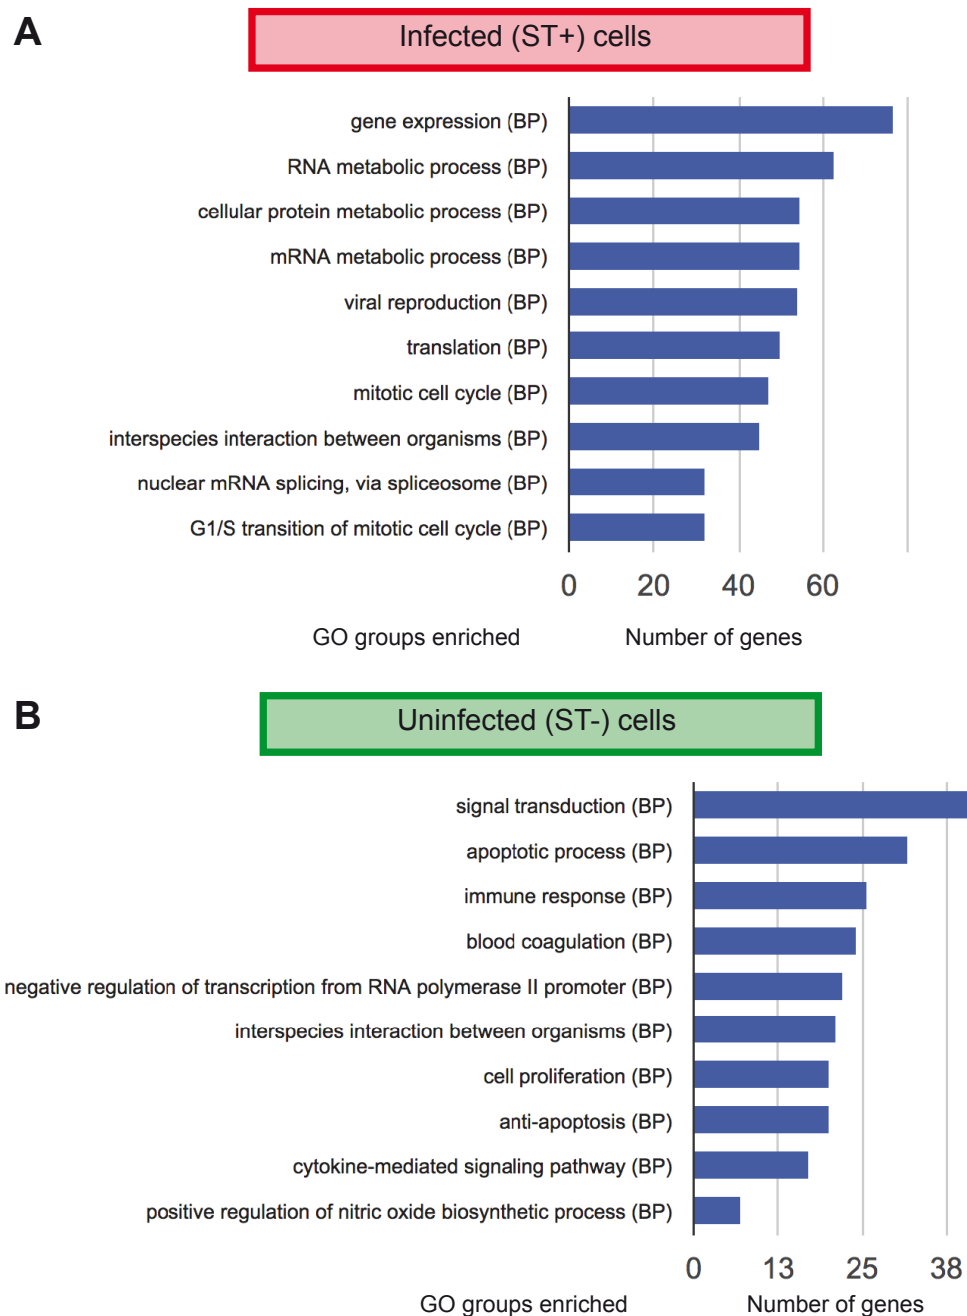 A
Infected (ST+) cells
gene expression (BP)
RNA metabolic process (BP)
cellular protein metabolic process (BP)
mRNA metabolic process (BP)
viral reproduction (BP)
translation (BP)
mitotic cell cycle (BP)
interspecies interaction between organisms (BP)
nuclear mRNA splicing, via spliceosome (BP)
G1/S transition of mitotic cell cycle (BP)
0 20 40 60
GO groups enriched Number of genes
B
Uninfected (ST-) cells
signal transduction (BP)
apoptotic process (BP)
immune response (BP)
blood coagulation (BP)
negative regulation of transcription from RNA polymerase II promoter (BP)
interspecies interaction between organisms (BP)
cell proliferation (BP)
anti-apoptosis (BP)
cytokine-mediated signaling pathway (BP)
positive regulation of nitric oxide biosynthetic process (BP)
0 13 25 38
GO groups enriched Number of genes